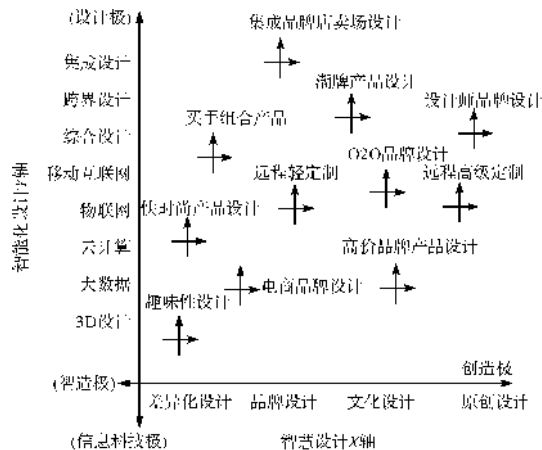 (设计极)
集成品牌店卖场设计
集成设计
跨界设计
潮牌产品设计
设计师品牌设计
买手组合产品
综合设计
O2O品牌设计
移动互联网
远程轻定制
远程高级定制
物联网
快时尚产品设计
智能化设计Y轴
云计算
高价品牌产品设计
大数据
电商品牌设计
趣味性设计
3D设计
创造极
(智造极)
差异化设计
品牌设计
文化设计
原创设计
(信息科技极)
智慧设计X轴